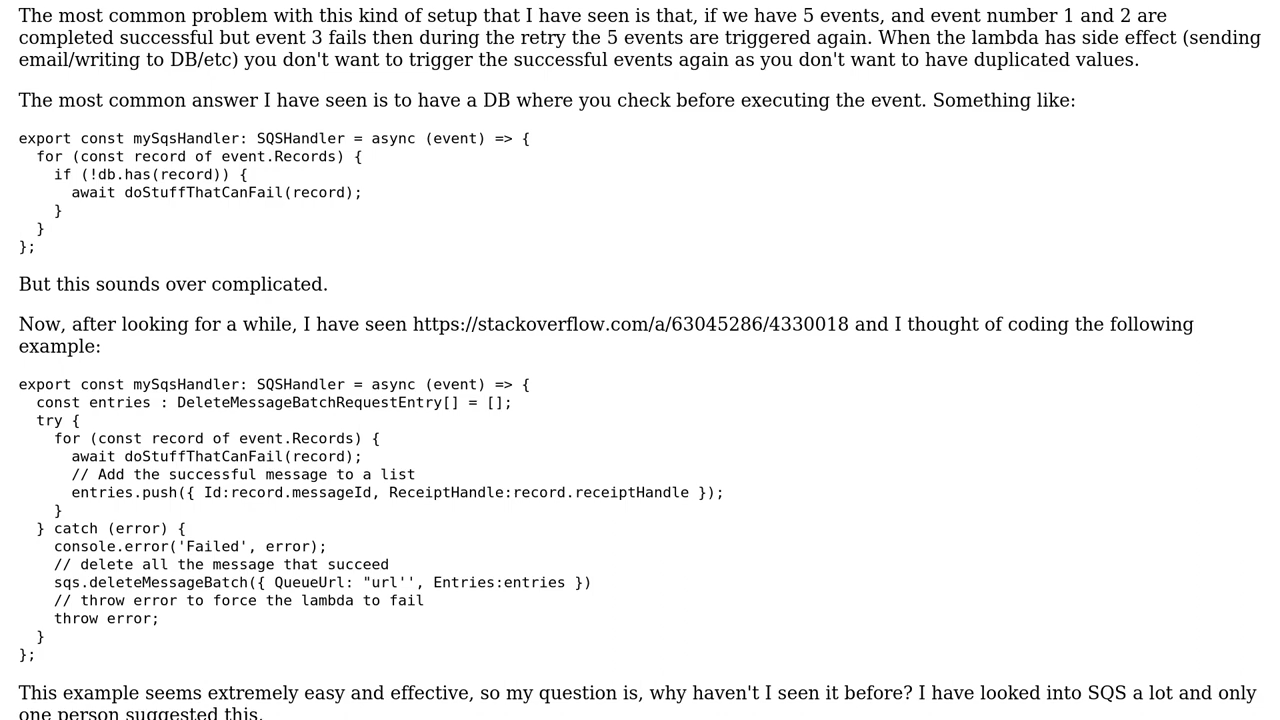 The most common problem with this kind of setup that I have seen is that, if we have 5 events, and event number 1 and 2 are
completed successful but event 3 fails then during the retry the 5 events are triggered again. When the lambda has side effect (sending
email/writing to DB/etc) you don't want to trigger the successful events again as you don't want to have duplicated values.
The most common answer I have seen is to have a DB where you check before executing the event. Something like:
export const mySqsHandler: SQSHandler = async (event) => {
  for (const record of event.Records) {
    if (!db.has(record)) {
      await doStuffThatCanFail(record);
    }
  }
};
But this sounds over complicated.
Now, after looking for a while, I have seen https://stackoverflow.com/a/63045286/4330018 and I thought of coding the following
example:
export const mySqsHandler: SQSHandler = async (event) => {
  const entries : DeleteMessageBatchRequestEntry[] = [];
  try {
    for (const record of event.Records) {
      await doStuffThatCanFail(record);
      // Add the successful message to a list
      entries.push({ Id:record.messageId, ReceiptHandle:record.receiptHandle });
    }
  } catch (error) {
    console.error('Failed', error);
    // delete all the message that succeed
    sqs.deleteMessageBatch({ QueueUrl: "url'', Entries:entries })
    // throw error to force the lambda to fail
    throw error;
  }
};
This example seems extremely easy and effective, so my question is, why haven't I seen it before? I have looked into SQS a lot and only
one person suggested this.